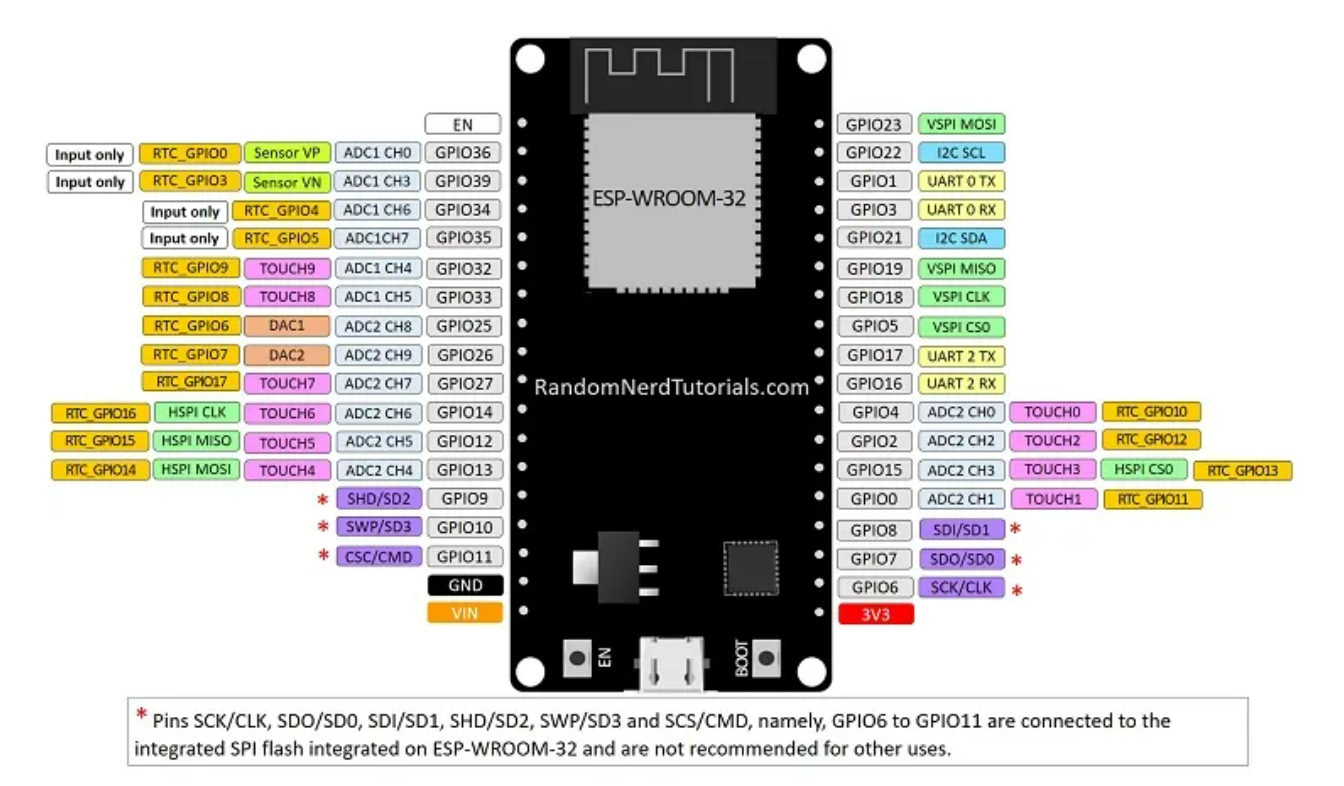 EN GPIO23 VSPI MOSI
Input only RTC_GPIO0 Sensor VP ADC1 CH0 GPIO36 GPIO22 I2C SCL
Input only RTC_GPIO3 Sensor VN ADC1 CH3 GPIO39 GPIO1 UART 0 TX
Input only RTC_GPIO4 ADC1 CH6 GPIO34 ESP-WROOM-32 GPIO3 UART 0 RX
Input only RTC_GPIO5 ADC1CH7 GPIO35 GPIO21 I2C SDA
RTC_GPIO9 TOUCH9 ADC1 CH4 GPIO32 GPIO19 VSPI MISO
RTC_GPIO8 TOUCH8 ADC1 CH5 GPIO33 GPIO18 VSPI CLK
RTC_GPIO6 DAC1 ADC2 CH8 GPIO25 GPIO5 VSPI CS0
RTC_GPIO7 DAC2 ADC2 CH9 GPIO26 GPIO17 UART 2 TX
RTC_GPIO17 TOUCH7 ADC2 CH7 GPIO27 RandomNerdTutorials.com GPIO16 UART 2 RX
RTC_GPIO16 HSPI CLK TOUCH6 ADC2 CH6 GPIO14 GPIO4 ADC2 CH0 TOUCH0 RTC_GPIO10
RTC_GPIO15 HSPI MISO TOUCH5 ADC2 CH5 GPIO12 GPIO2 ADC2 CH2 TOUCH2 RTC_GPIO12
RTC_GPIO14 HSPI MOSI TOUCH4 ADC2 CH4 GPIO13 GPIO15 ADC2 CH3 TOUCH3 HSPI CS0 RTC_GPIO13
* SHD/SD2 GPIO9 GPIO0 ADC2 CH1 TOUCH1 RTC_GPIO11
* SWP/SD3 GPIO10 GPIO8 SDI/SD1 *
* CSC/CMD GPIO11 GPIO7 SDO/SD0 *
GND GPIO6 SCK/CLK *
VIN 3V3
EN BOOT
* Pins SCK/CLK, SDO/SD0, SDI/SD1, SHD/SD2, SWP/SD3 and SCS/CMD, namely, GPIO6 to GPIO11 are connected to the
integrated SPI flash integrated on ESP-WROOM-32 and are not recommended for other uses.